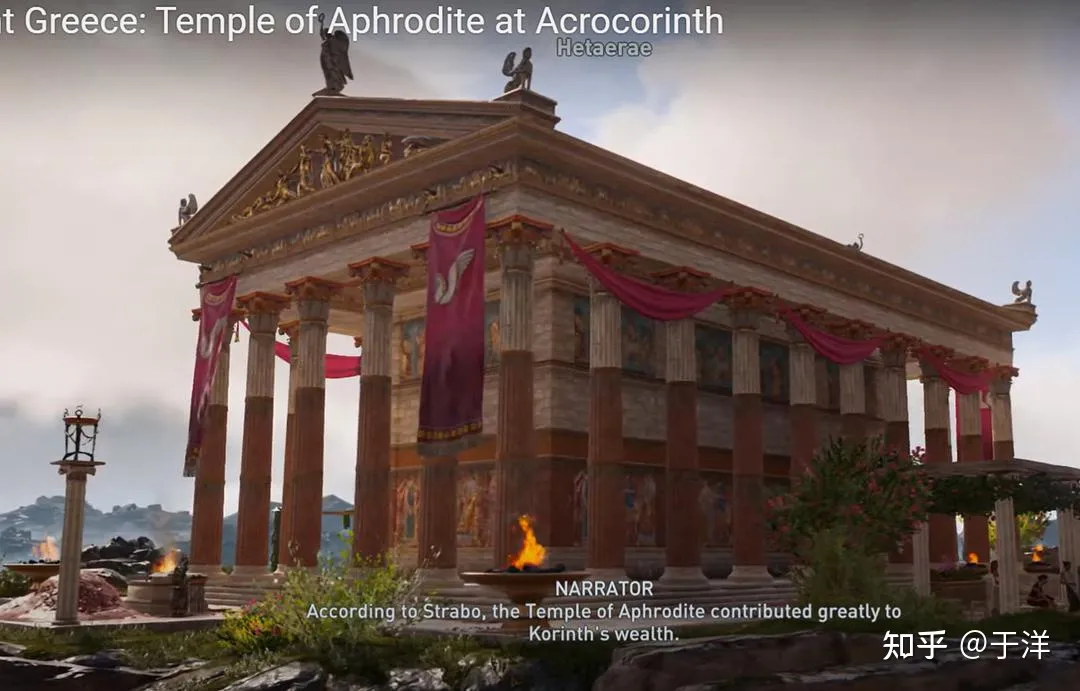 t Greece: Temple of Aphrodite at Acrocorinth
Hetaerae
NARRATOR
According to Strabo, the Temple of Aphrodite contributed greatly to
Korinth's wealth.
知乎 @于洋